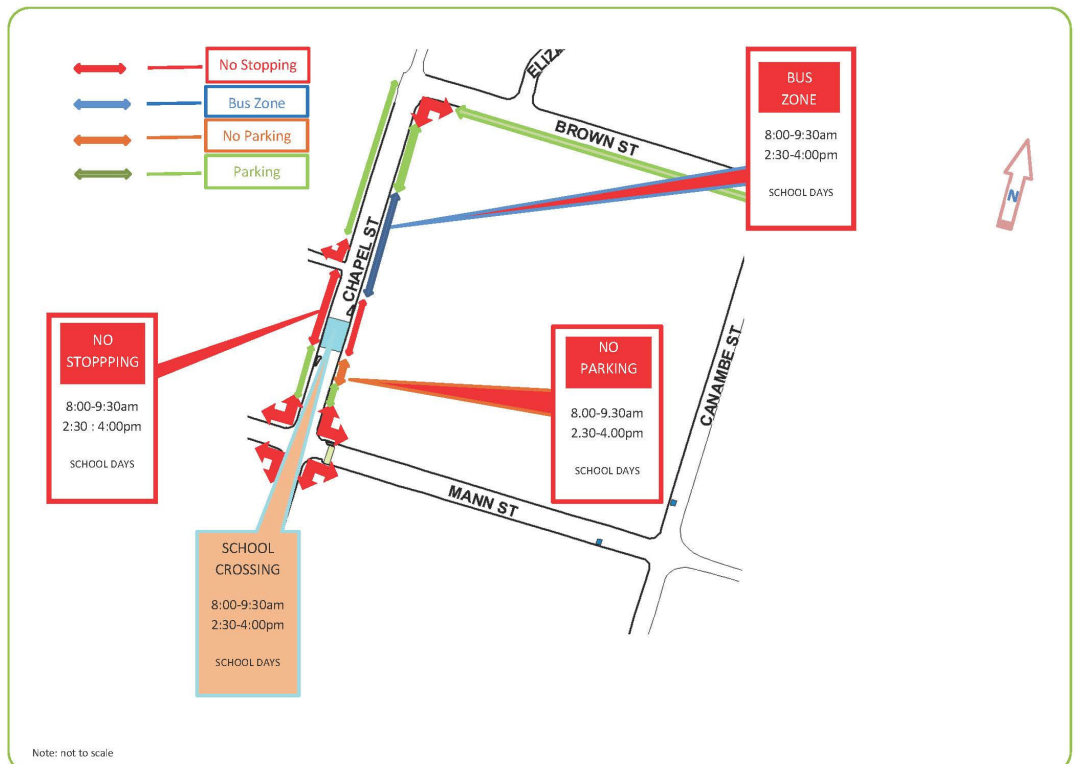 No Stopping
Bus Zone
No Parking
Parking
ELIZA
BROWN ST
CHAPEL ST
CANAMBE ST
MANN ST
N
BUS
ZONE
8:00-9:30am
2:30-4:00pm
SCHOOL DAYS
NO
STOPPPING
8:00-9:30am
2:30 : 4:00pm
SCHOOL DAYS
NO
PARKING
8.00-9.30am
2.30-4.00pm
SCHOOL DAYS
SCHOOL
CROSSING
8:00-9:30am
2:30-4:00pm
SCHOOL DAYS
Note: not to scale